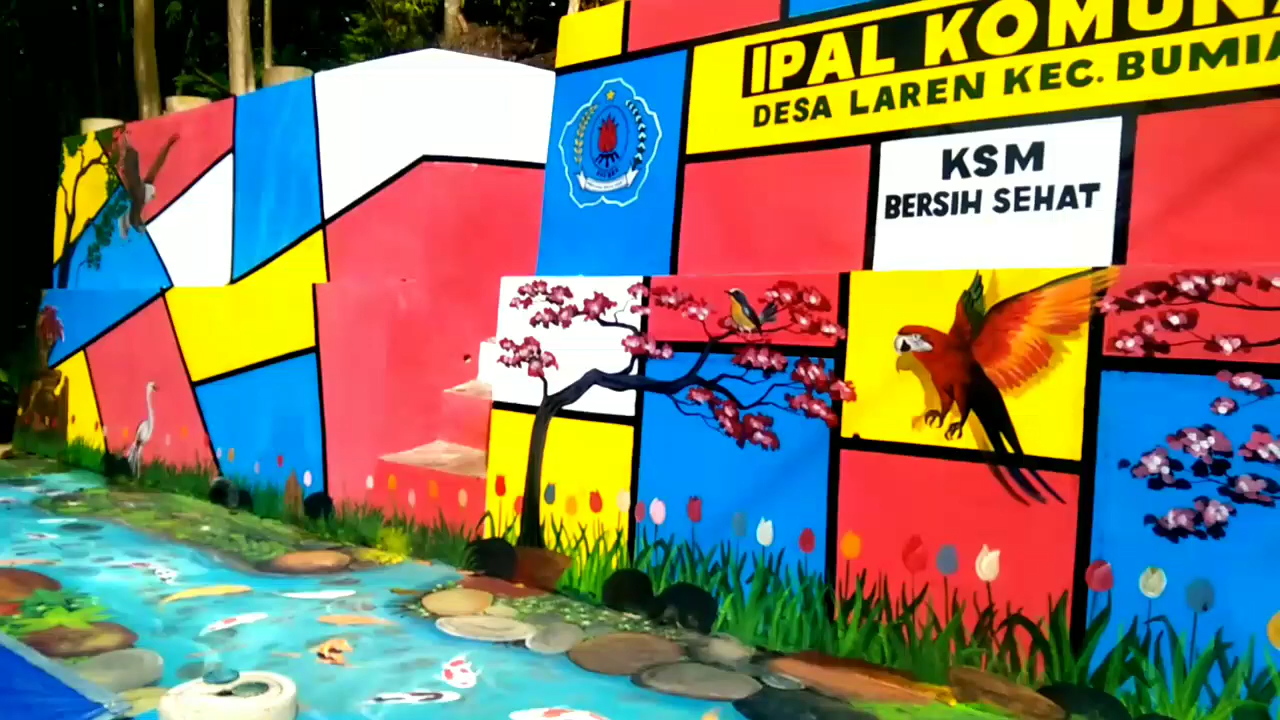 IPAL KOMUNA
DESA LAREN KEC. BUMIA
KSM
BERSIH SEHAT